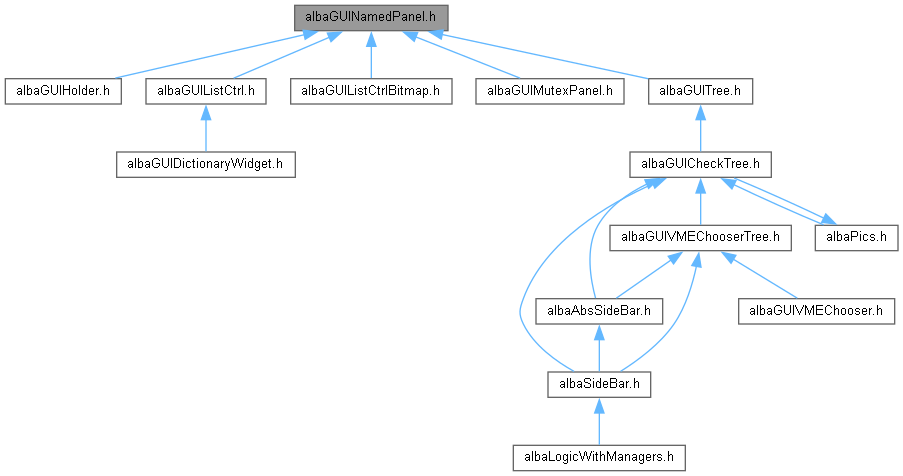 albaGUINamedPanel.h
albaGUIHolder.h
albaGUIListCtrl.h
albaGUIListCtrlBitmap.h
albaGUIMutexPanel.h
albaGUITree.h
albaGUIDictionaryWidget.h
albaGUICheckTree.h
albaGUIVMEChooserTree.h
albaPics.h
albaAbsSideBar.h
albaGUIVMEChooser.h
albaSideBar.h
albaLogicWithManagers.h